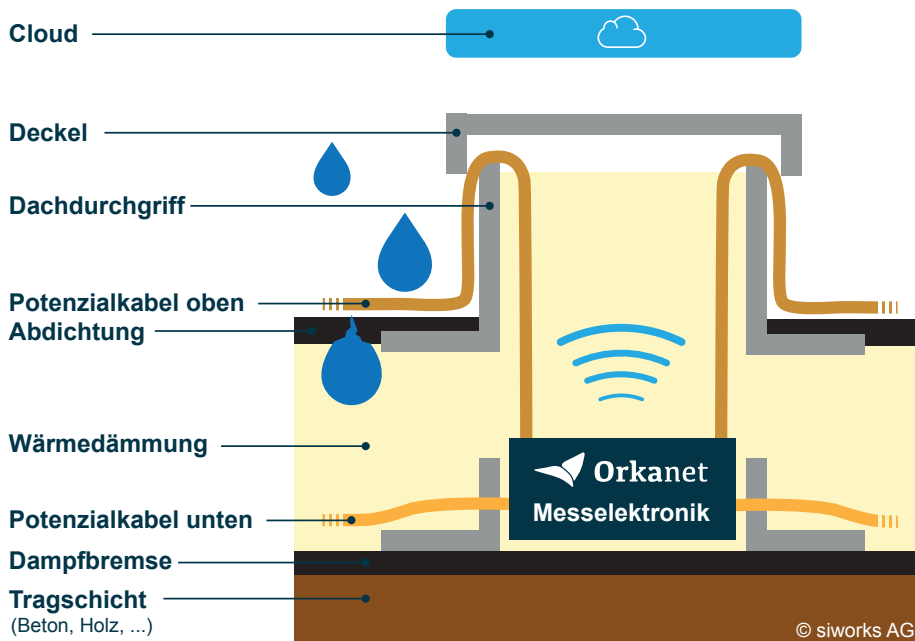 Cloud
Deckel
Dachdurchgriff
Potenzialkabel oben
Abdichtung
Wärmedämmung
Orkanet
Messelektronik
Potenzialkabel unten
Dampfbremse
Tragschicht
(Beton, Holz, ...)
© siworks AG